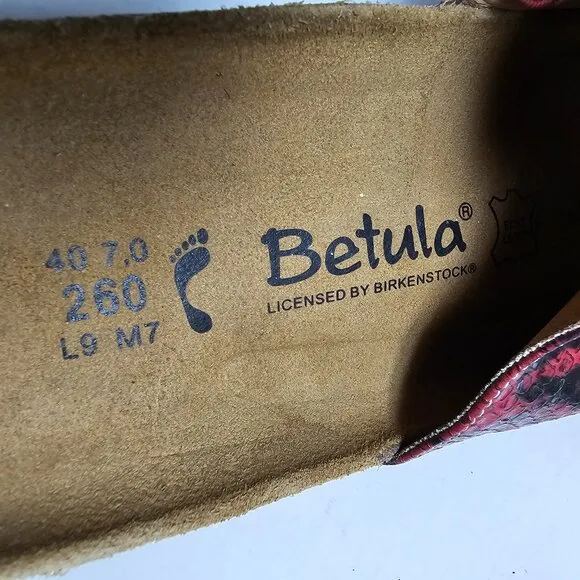 40 7,0
260
L9 M7
Betula®
LICENSED BY BIRKENSTOCK®